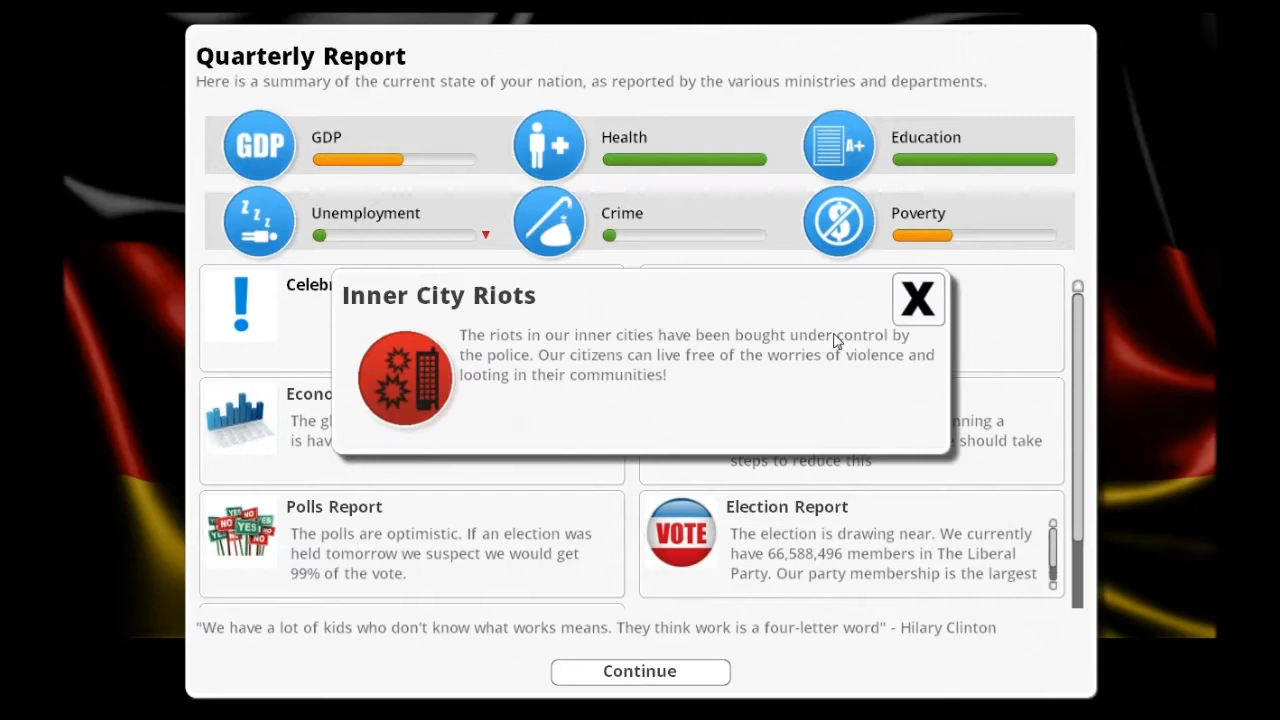 Quarterly Report
Here is a summary of the current state of your nation, as reported by the various ministries and departments.
GDP
GDP
Health
A+
Education
Z Z Z
Unemployment
Crime
$
Poverty
Celebr
Inner City Riots
X
The riots in our inner cities have been bought under control by
the police. Our citizens can live free of the worries of violence and
looting in their communities!
Econo
The gl
is hav
nning a
should take
steps to reduce this
Polls Report
YES
NO
YES
NO
NO
The polls are optimistic. If an election was
held tomorrow we suspect we would get
99% of the vote.
VOTE
Election Report
The election is drawing near. We currently
have 66,588,496 members in The Liberal
Party. Our party membership is the largest
"We have a lot of kids who don't know what works means. They think work is a four-letter word" - Hilary Clinton
Continue